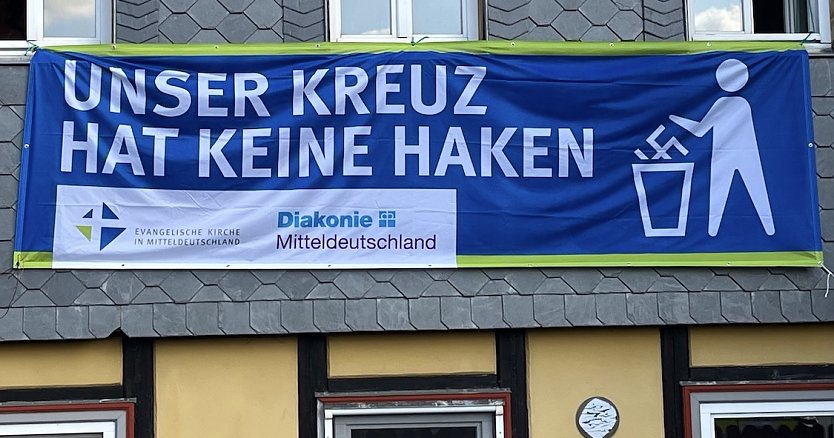 UNSER KREUZ
HAT KEINE HAKEN
EVANGELISCHE KIRCHE
IN MITTELDEUTSCHLAND
Diakonie
Mitteldeutschland